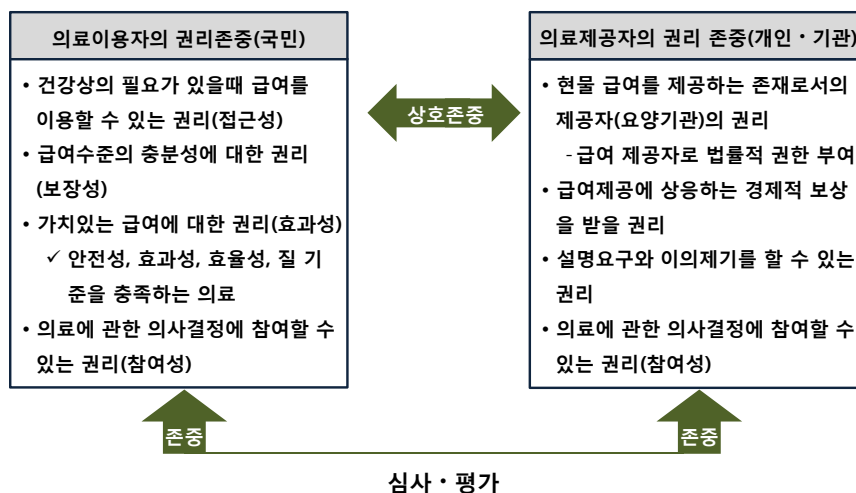 의료이용자의 권리존중(국민)
• 건강상의 필요가 있을때 급여를
이용할 수 있는 권리(접근성)
• 급여수준의 충분성에 대한 권리
(보장성)
• 가치있는 급여에 대한 권리(효과성)
✓ 안전성, 효과성, 효율성, 질 기
준을 충족하는 의료
• 의료에 관한 의사결정에 참여할 수
있는 권리(참여성)
상호존중
의료제공자의 권리 존중(개인・기관)
• 현물 급여를 제공하는 존재로서의
제공자(요양기관)의 권리
- 급여 제공자로 법률적 권한 부여
• 급여제공에 상응하는 경제적 보상
을 받을 권리
• 설명요구와 이의제기를 할 수 있는
권리
• 의료에 관한 의사결정에 참여할 수
있는 권리(참여성)
존중
존중
심사・평가